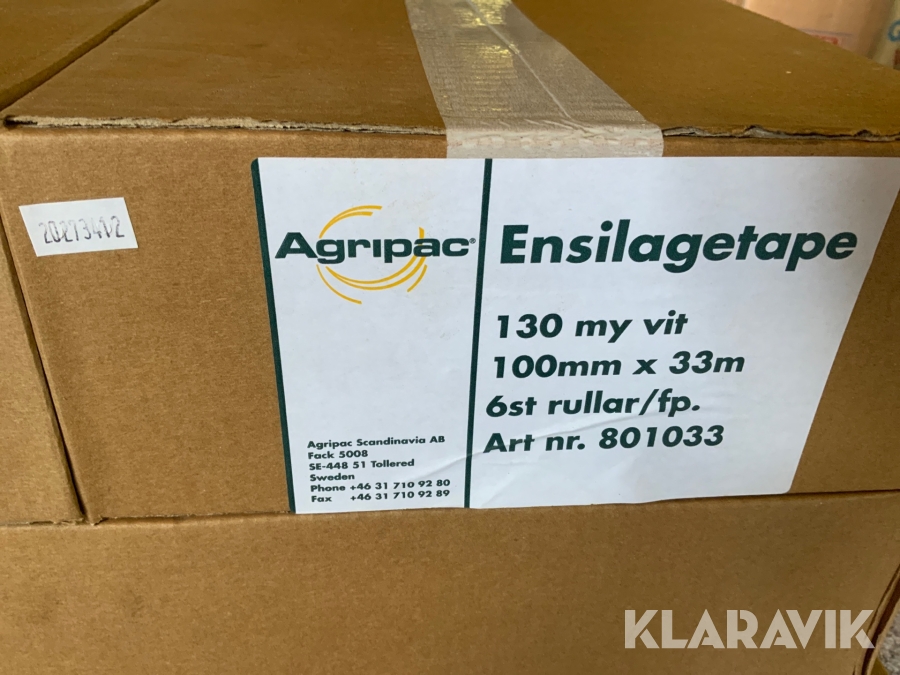 20273412
Agripac®
Ensilagetape
130 my vit
100mm x 33m
6st rullar/fp.
Art nr. 801033
Agripac Scandinavia AB
Fack 5008
SE-448 51 Tollered
Sweden
Phone +46 31 710 92 80
Fax +46 31 710 92 89
KLARAVIK